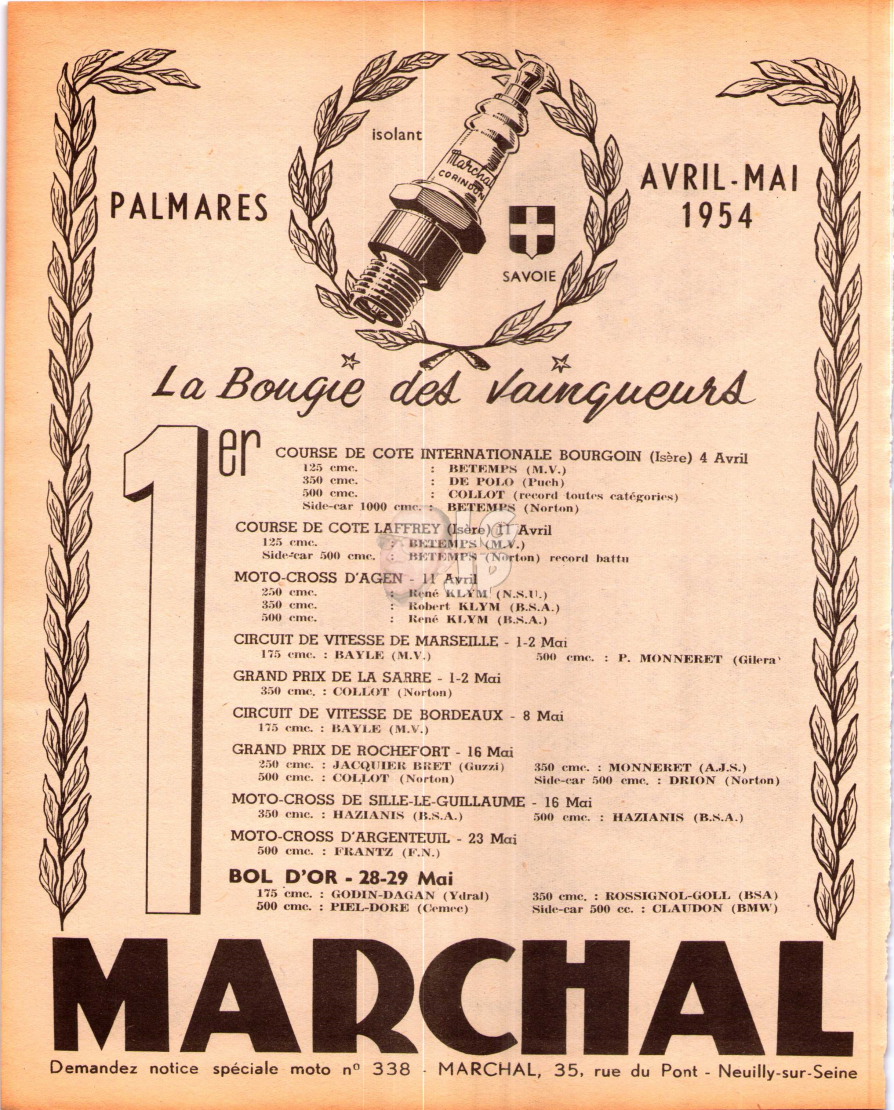 isolant
Marchal
CORINDON
PALMARES
AVRIL-MAI
1954
SAVOIE
La Bougie des Vainqueurs
1er
COURSE DE COTE INTERNATIONALE BOURGOIN (Isère) 4 Avril
125 cmc. : BETEMPS (M.V.)
350 cmc. : DE POLO (Puch)
500 cmc. : COLLOT (record toutes catégories)
Side-car 1000 cmc. : BETEMPS (Norton)
COURSE DE COTE LAFFREY (Isère) 11 Avril
125 cmc. : BETEMPS (M.V.)
Side-car 500 cmc. : BETEMPS (Norton) record battu
MOTO-CROSS D'AGEN - 11 Avril
250 cmc. : René KLYM (N.S.U.)
350 cmc. : Robert KLYM (B.S.A.)
500 cmc. : René KLYM (B.S.A.)
CIRCUIT DE VITESSE DE MARSEILLE - 1-2 Mai
175 cmc. : BAYLE (M.V.) 500 cmc. : P. MONNERET (Gilera)
GRAND PRIX DE LA SARRE - 1-2 Mai
350 cmc. : COLLOT (Norton)
CIRCUIT DE VITESSE DE BORDEAUX - 8 Mai
175 cmc. : BAYLE (M.V.)
GRAND PRIX DE ROCHEFORT - 16 Mai
250 cmc. : JACQUIER BRET (Guzzi) 350 cmc. : MONNERET (A.J.S.)
500 cmc. : COLLOT (Norton) Side-car 500 cmc. : DRION (Norton)
MOTO-CROSS DE SILLE-LE-GUILLAUME - 16 Mai
350 cmc. : HAZIANIS (B.S.A.) 500 cmc. : HAZIANIS (B.S.A.)
MOTO-CROSS D'ARGENTEUIL - 23 Mai
500 cmc. : FRANTZ (F.N.)
BOL D'OR - 28-29 Mai
175 cmc. : GODIN-DAGAN (Ydral) 350 cmc. : ROSSIGNOL-GOLL (BSA)
500 cmc. : PIEL-DORE (Cemec) Side-car 500 cc. : CLAUDON (BMW)
MARCHAL
Demandez notice spéciale moto n° 338 - MARCHAL, 35, rue du Pont - Neuilly-sur-Seine